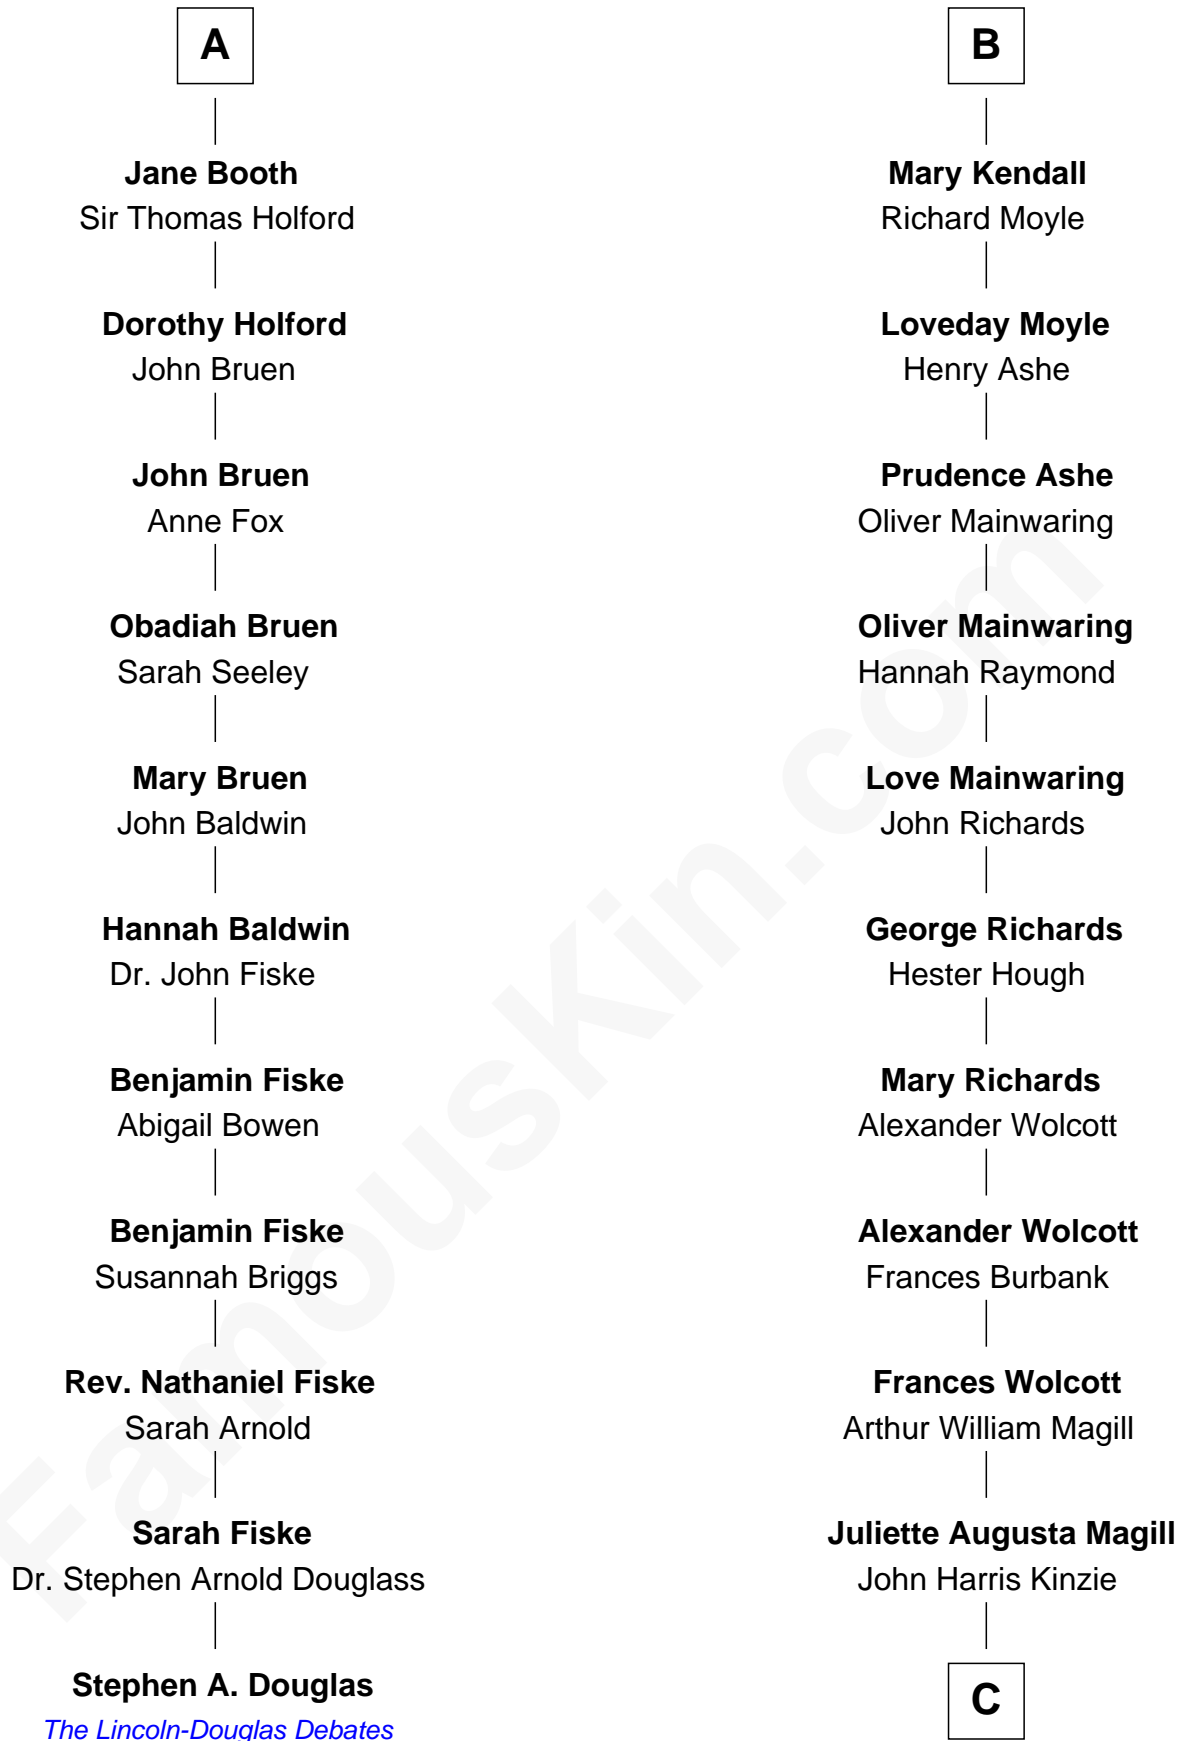 A
Jane Booth
Sir Thomas Holford
Dorothy Holford
John Bruen
John Bruen
Anne Fox
Obadiah Bruen
Sarah Seeley
Mary Bruen
John Baldwin
Hannah Baldwin
Dr. John Fiske
Benjamin Fiske
Abigail Bowen
Benjamin Fiske
Susannah Briggs
Rev. Nathaniel Fiske
Sarah Arnold
Sarah Fiske
Dr. Stephen Arnold Douglass
Stephen A. Douglas
The Lincoln-Douglas Debates
B
Mary Kendall
Richard Moyle
Loveday Moyle
Henry Ashe
Prudence Ashe
Oliver Mainwaring
Oliver Mainwaring
Hannah Raymond
Love Mainwaring
John Richards
George Richards
Hester Hough
Mary Richards
Alexander Wolcott
Alexander Wolcott
Frances Burbank
Frances Wolcott
Arthur William Magill
Juliette Augusta Magill
John Harris Kinzie
C
FamousKin.com